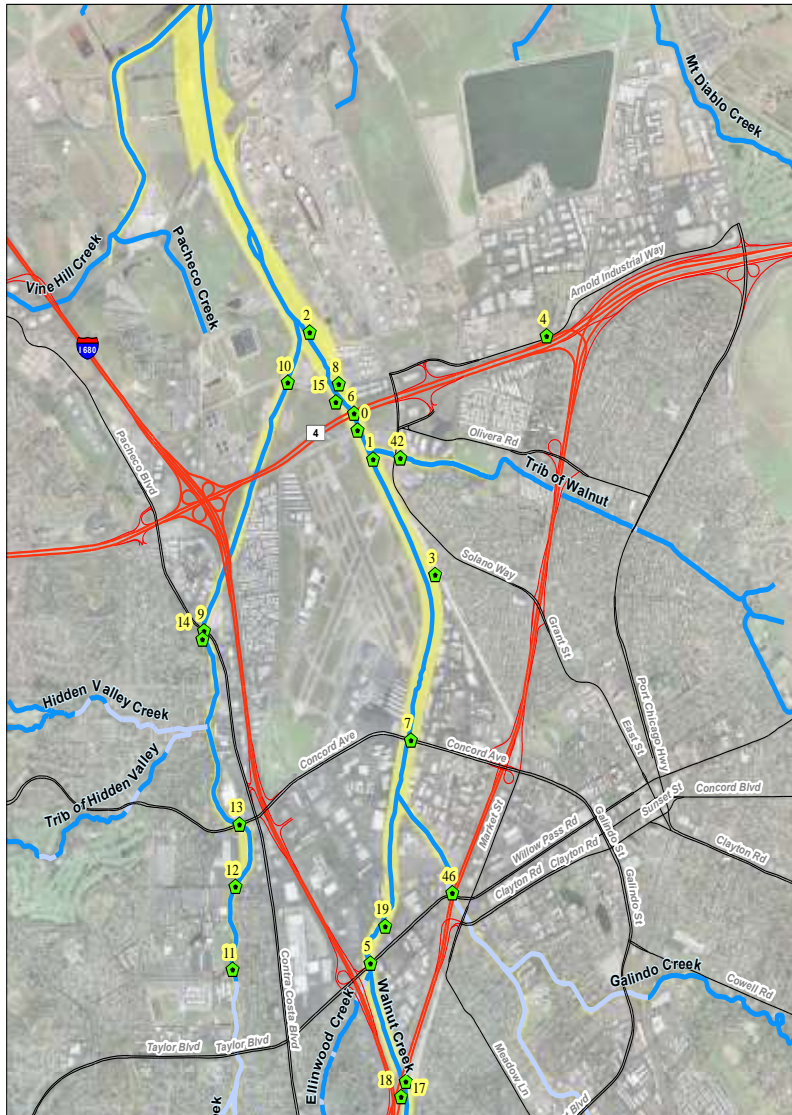 Mt Diablo Creek
Vine Hill Creek
Pacheco Creek
Arnold Industrial Way
I 680
2
4
10
8
15
6
0
4
1
42
Olivera Rd
Trib of Walnut
Pacheco Blvd
3
Solano Way
Grant St
9
14
Hidden Valley Creek
Port Chicago Hwy
East St
7
Concord Ave
Concord Ave
Trib of Hidden Valley
Market St
Sunset St
Concord Blvd
13
Willow Pass Rd
Galindo St
Clayton Rd
Clayton Rd
Clayton Rd
12
46
Galindo St
19
5
11
Contra Costa Blvd
Walnut Creek
Galindo Creek
Cowell Rd
Ellinwood Creek
Taylor Blvd
Taylor Blvd
Meadow Ln
18
17
Blvd